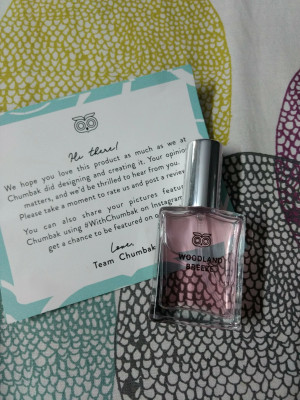 Hi there!
We hope you love this product as much as we at
Chumbak did designing and creating it. Your opinio
matters, and we'd be thrilled to hear from you.
Please take a moment to rate us and post a review
You can also share your pictures featur
Chumbak using #WithChumbak on Instagram
get a chance to be featured on o
Love,
Team Chumbak
WOODLAND
BREEZE